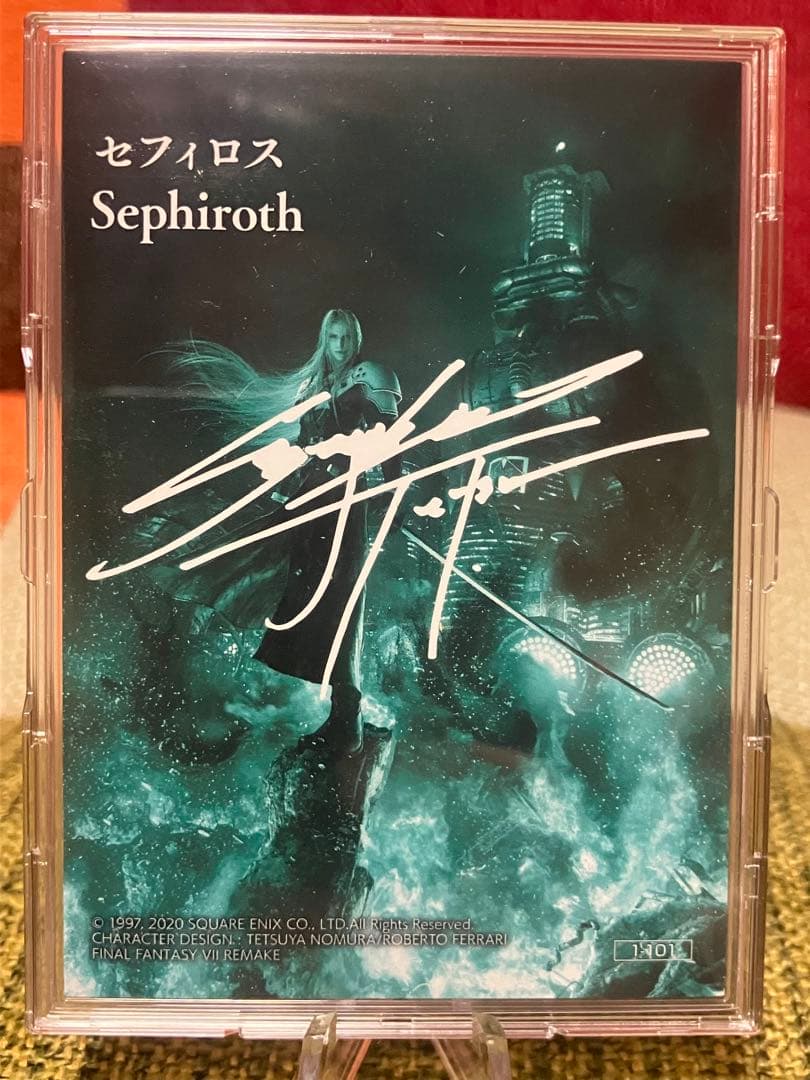 セフィロス
Sephiroth
© 1997, 2020 SQUARE ENIX CO., LTD.All Rights Reserved.
CHARACTER DESIGN : TETSUYA NOMURA/ROBERTO FERRARI
FINAL FANTASY VII REMAKE
1-101